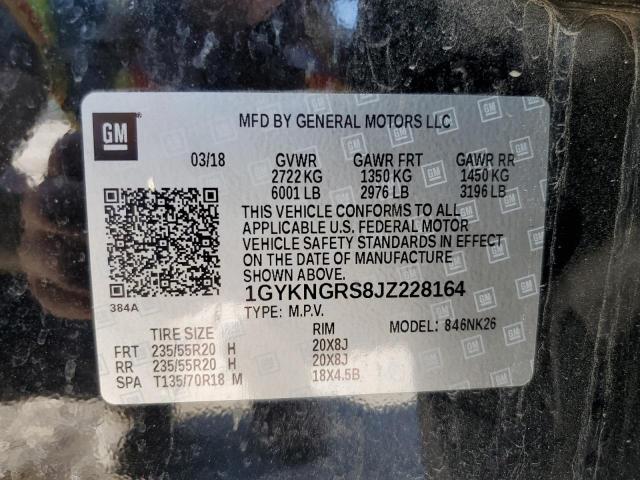 GM
MFD BY GENERAL MOTORS LLC
03/18 GVWR GAWR FRT GAWR RR
2722 KG 1350 KG 1450 KG
6001 LB 2976 LB 3196 LB
THIS VEHICLE CONFORMS TO ALL
APPLICABLE U.S. FEDERAL MOTOR
VEHICLE SAFETY STANDARDS IN EFFECT
ON THE DATE OF MANUFACTURE
SHOWN ABOVE.
384A
1GYKNGRS8JZ228164
TYPE: M.P.V. MODEL: 846NK26
TIRE SIZE RIM
FRT 235/55R20 H 20X8J
RR 235/55R20 H 20X8J
SPA T135/70R18 M 18X4.5B